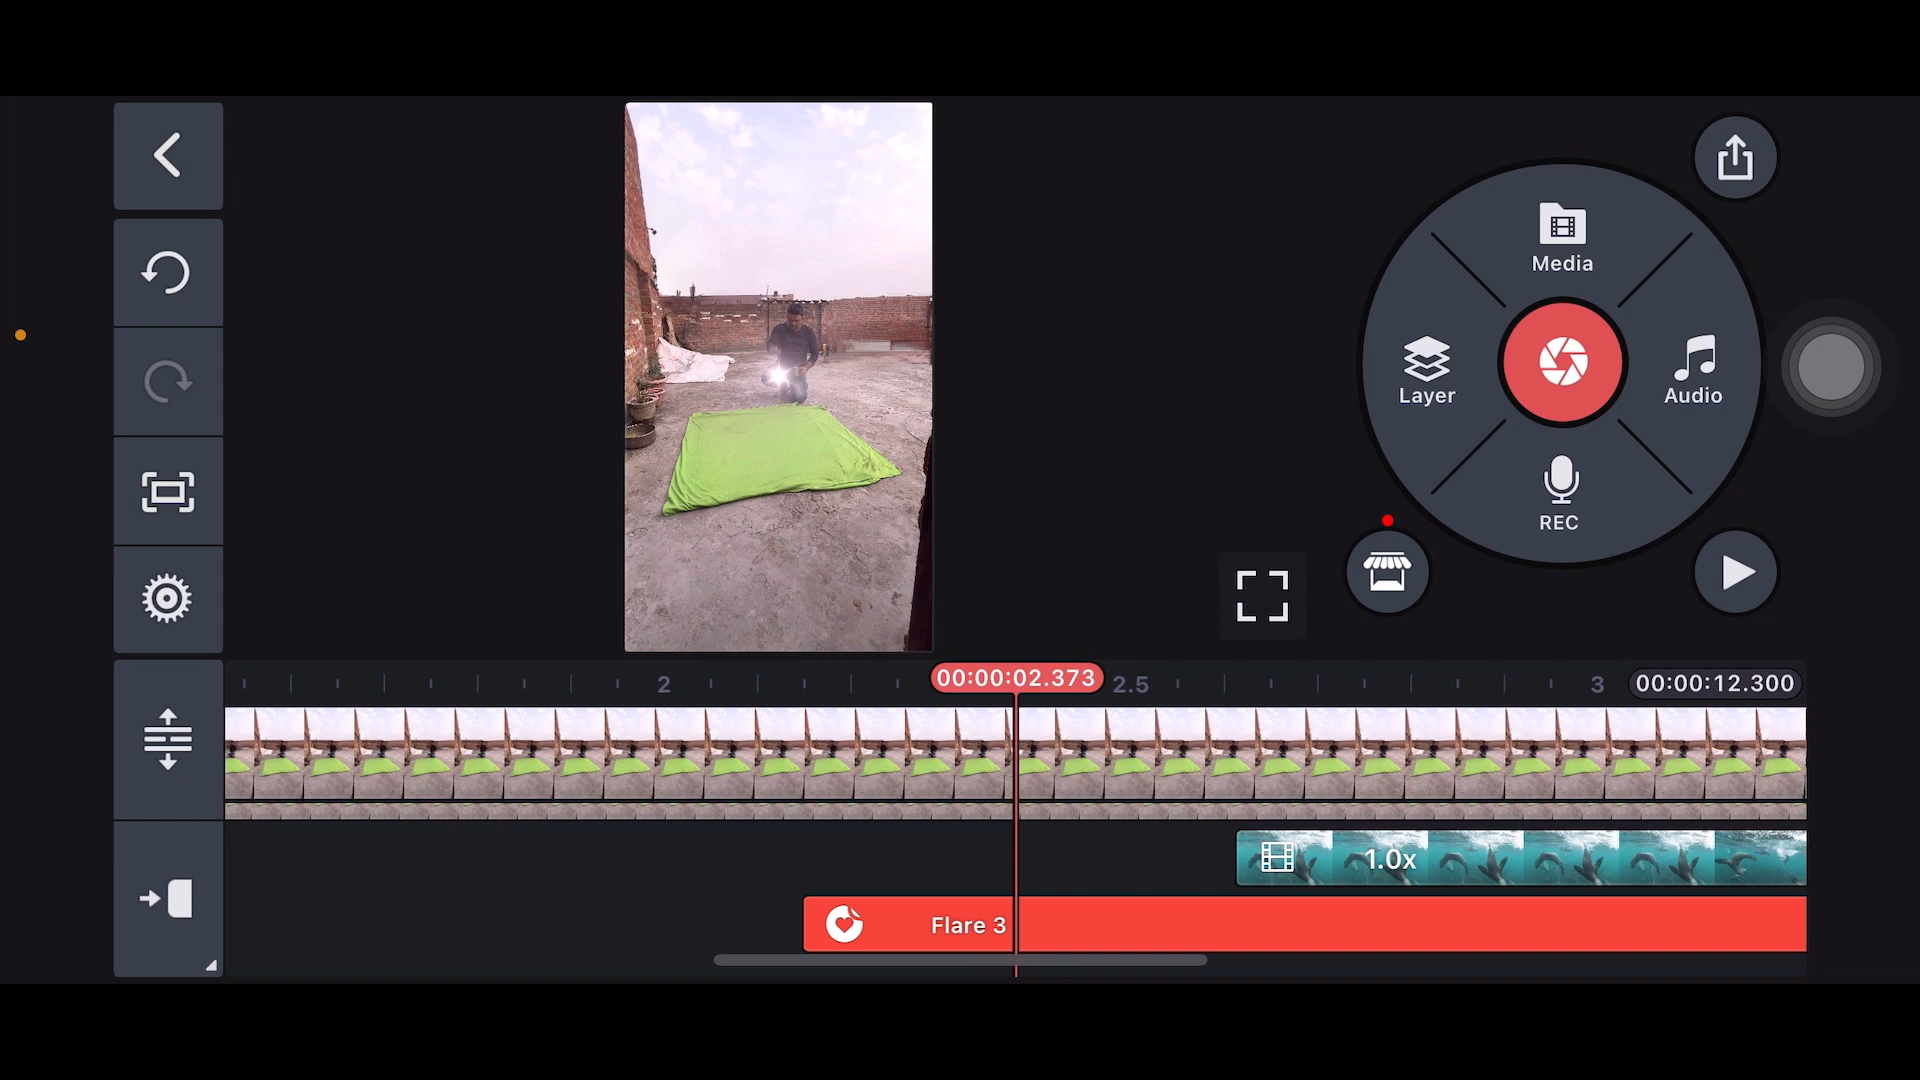 Media
Layer
Audio
REC
2
00:00:02.373
2.5
3
00:00:12.300
1.0x
Flare 3